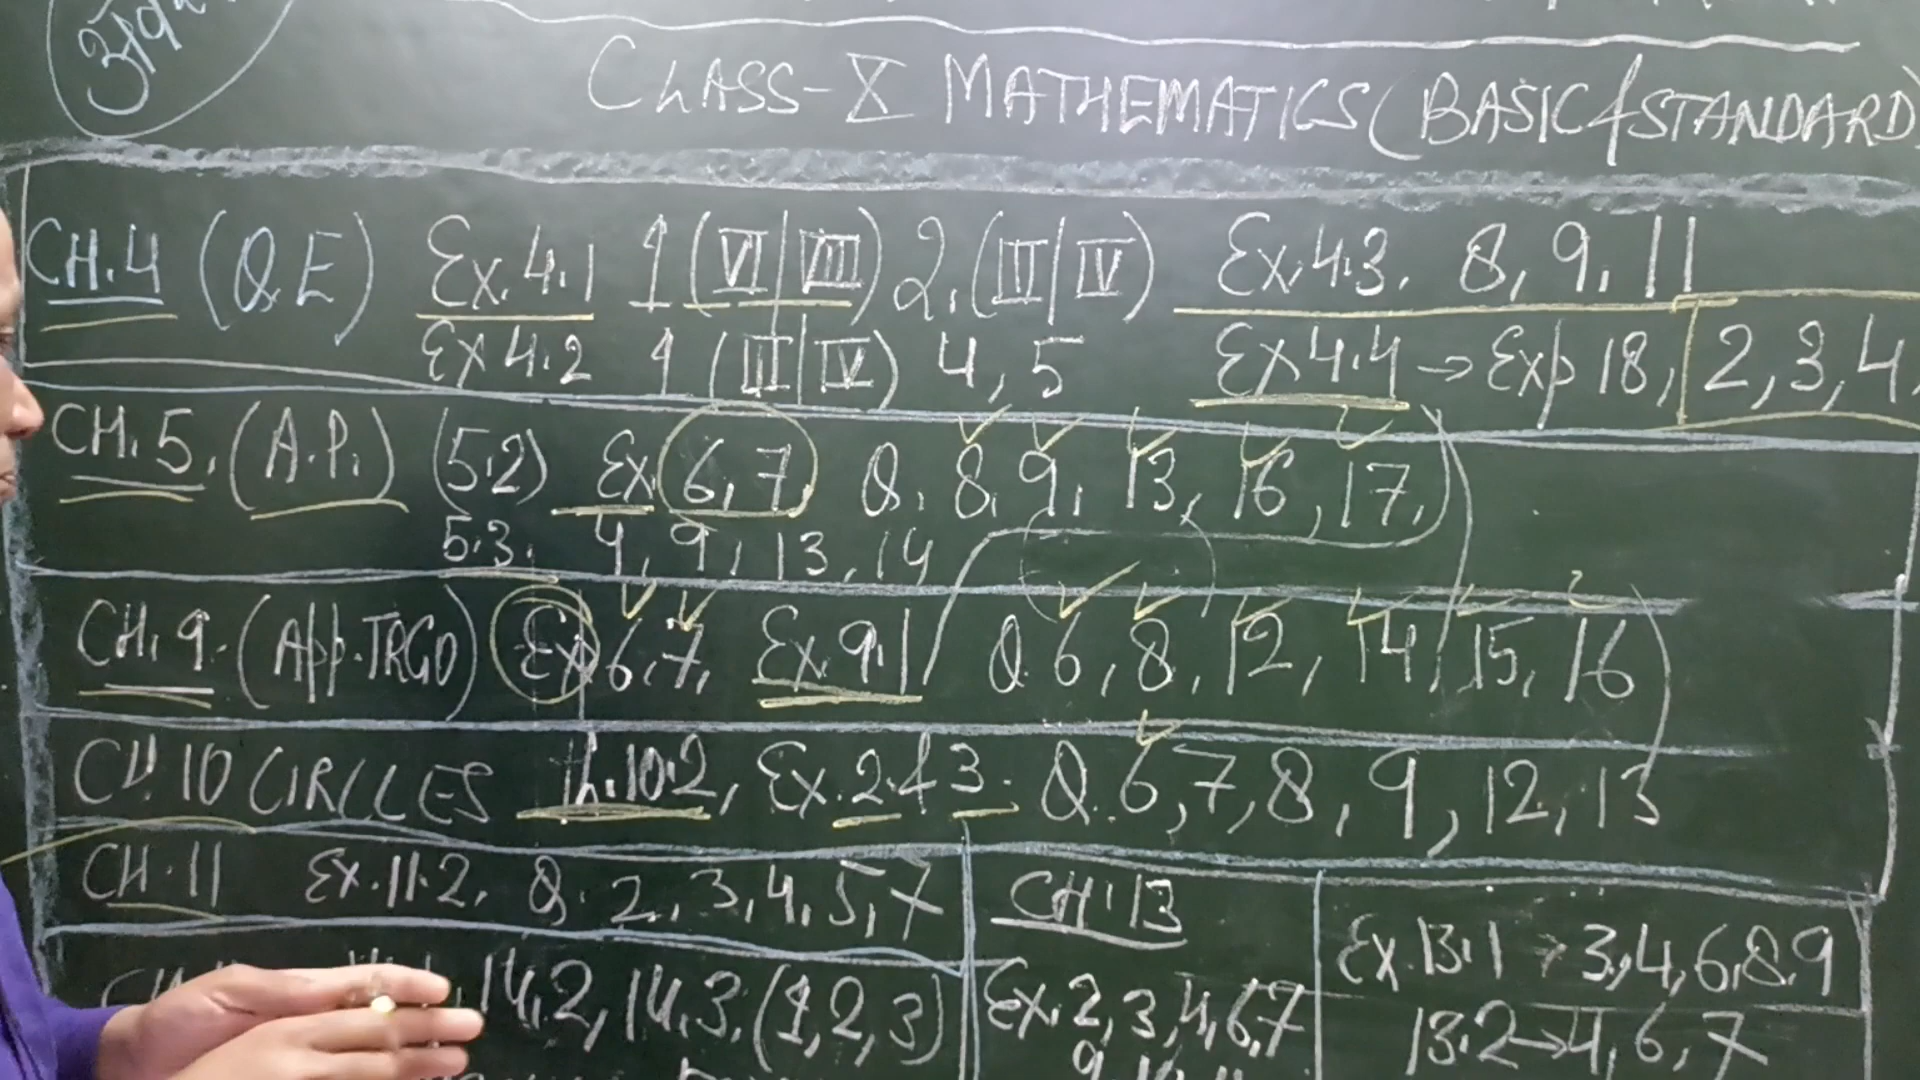 CLASS-X MATHEMATICS (BASIC & STANDARD)
CH.4 (Q.E) Ex.4.1 1 (VI|VIII) 2. (II|IV) Ex.4.3. 8, 9, 11
Ex 4.2 1 (III|IV) 4, 5 Ex 4.4 → Exp 18, 2, 3, 4,
CH.5. (A.P.) (5.2) Ex 6, 7, Q. 8, 9, 13, 16, 17,)
5.3. 4, 9, 13, 14
CH.9. (App.TRGO) Exp 6, 7, Ex.9.1 Q 6, 8, 12, 14, 15, 16
CH.10 CIRCLES th.10.2, Ex.2 & 3. Q. 6, 7, 8, 9, 12, 13
CH.11 Ex.11.2, Q. 2, 3, 4, 5, 7
14.2, 14.3. (1, 2, 3)
CH.13
Ex. 2, 3, 4, 6, 7
Ex.13.1 → 3, 4, 6, 8, 9
13.2 → 4, 6, 7